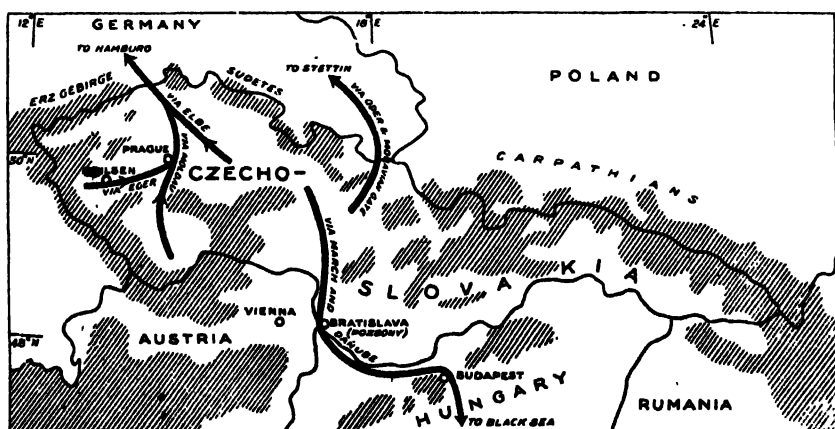 12°E
GERMANY
18°E
24°E
TO HAMBURG
SUDETES
TO STETTIN
POLAND
ERZ GEBIRGE
VIA ELBE
VIA ODER & MORAVIAN GATE
50°N
PRAGUE
CARPATHIANS
PILSEN
VIA MOLDAU
CZECHO-
VIA EGER
VIA MARCH AND
DANUBE
SLOVAKIA
VIENNA
48°N
AUSTRIA
BRATISLAVA
(POZSONY)
BUDAPEST
HUNGARY
RUMANIA
TO BLACK SEA